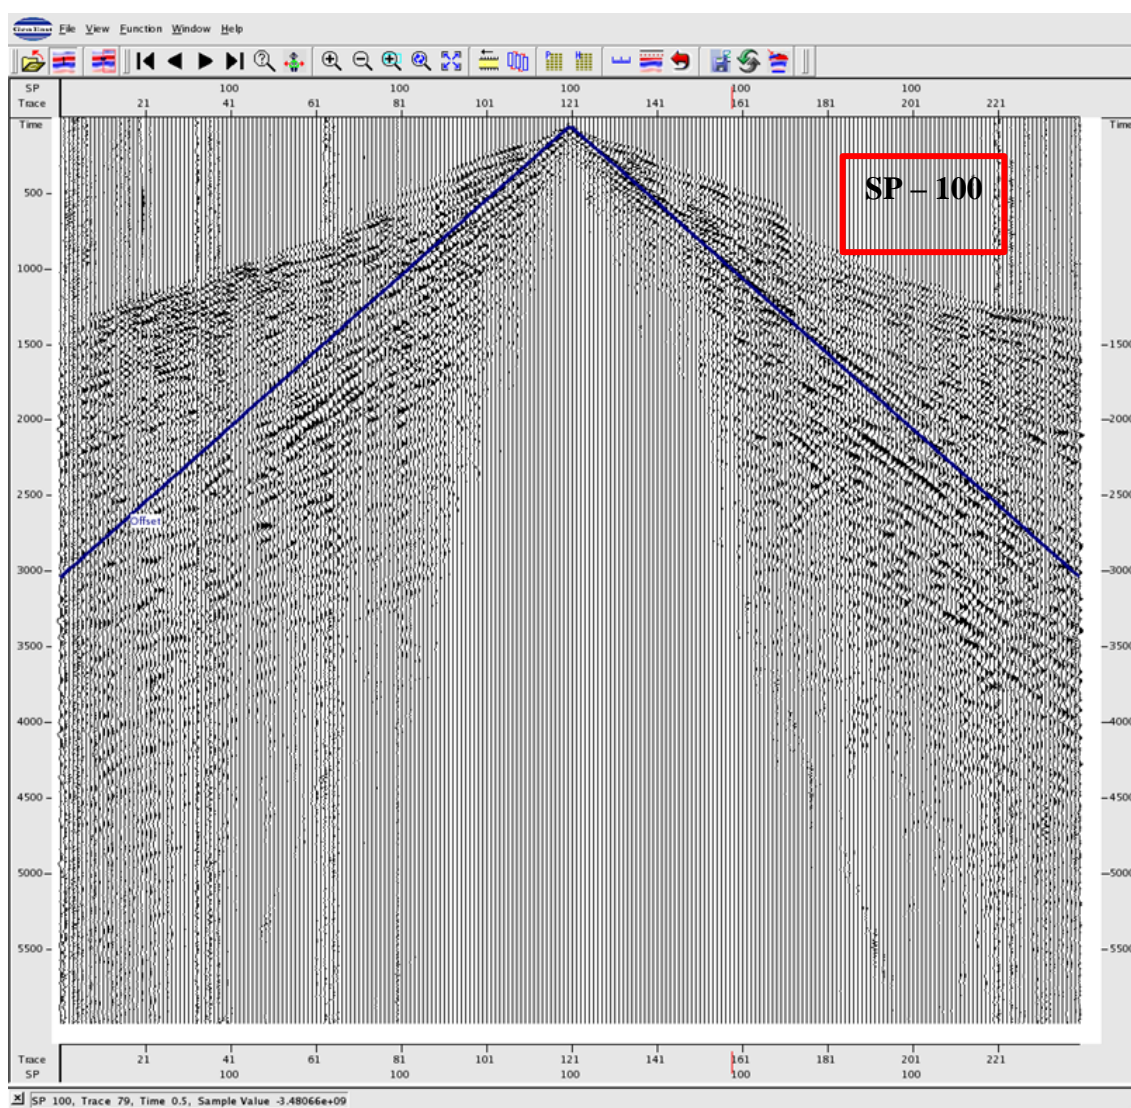 GeoEast File View Function Window Help
SP 100 100 100 100 100
Trace 21 41 61 81 101 121 141 161 181 201 221
Time Time
SP – 100
500
1000
1500 1500
2000 2000
2500 2500
Offset
3000 3000
3500 3500
4000 4000
4500 4500
5000 5000
5500 5500
Trace 21 41 61 81 101 121 141 161 181 201 221
SP 100 100 100 100 100
SP 100, Trace 79, Time 0.5, Sample Value -3.48066e+09